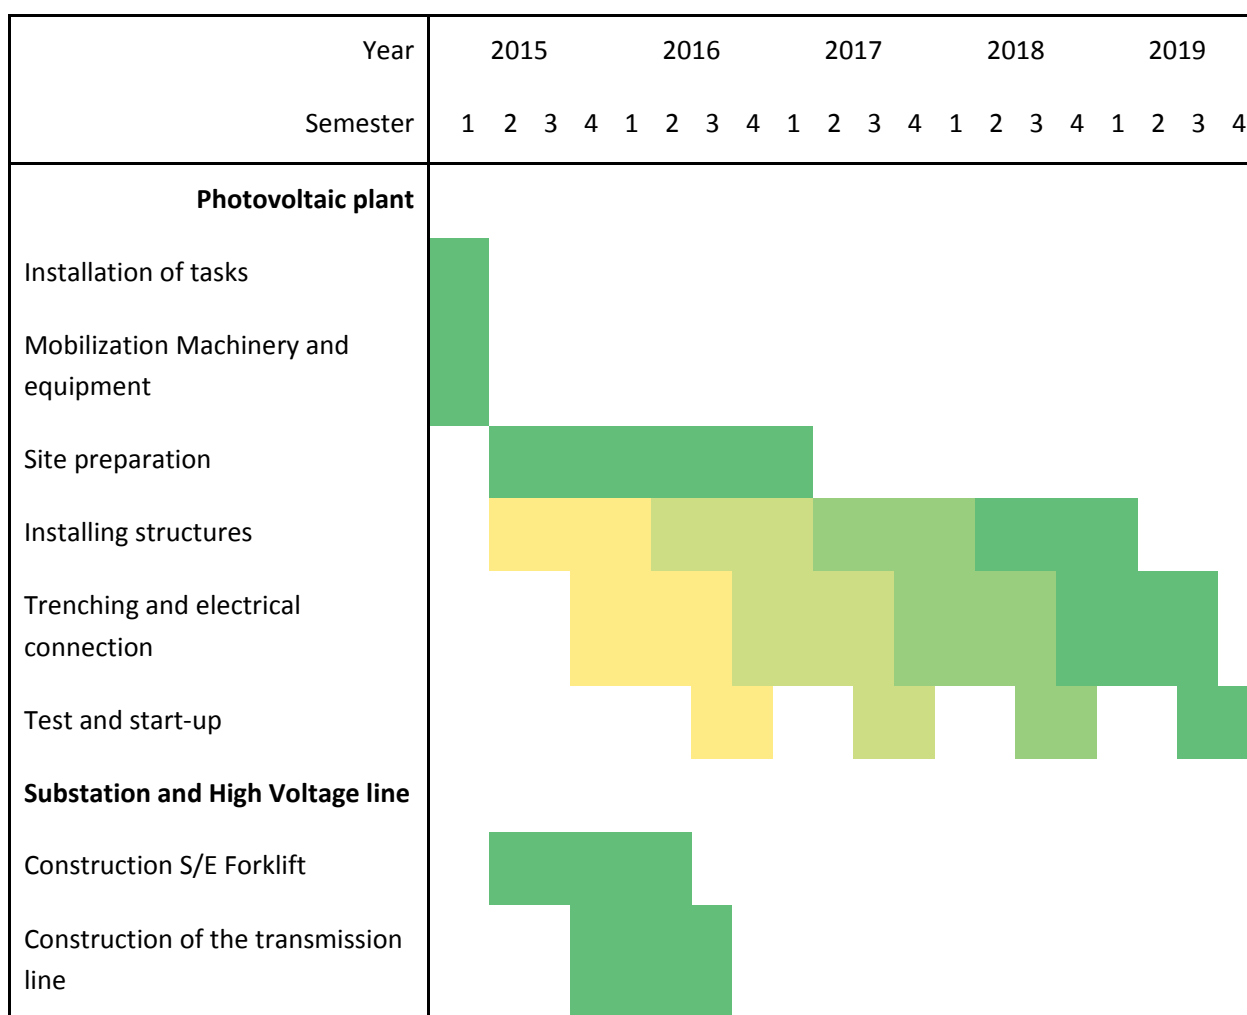 Year 2015 2016 2017 2018 2019
Semester 1 2 3 4 1 2 3 4 1 2 3 4 1 2 3 4 1 2 3 4
Photovoltaic plant
Installation of tasks
Mobilization Machinery and
equipment
Site preparation
Installing structures
Trenching and electrical
connection
Test and start-up
Substation and High Voltage line
Construction S/E Forklift
Construction of the transmission
line